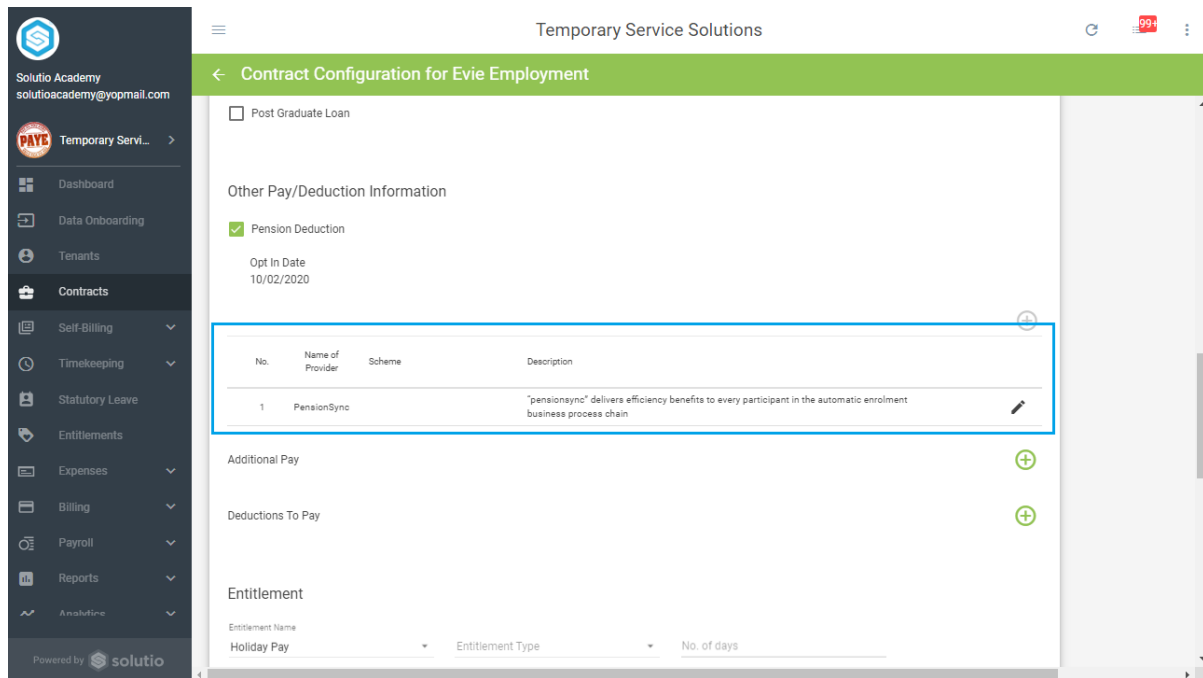 Temporary Service Solutions
99+
Solutio Academy
solutioacademy@yopmail.com
PAYE
Temporary Servi...
Dashboard
Data Onboarding
Tenants
Contracts
Self-Billing
Timekeeping
Statutory Leave
Entitlements
Expenses
Billing
Payroll
Reports
Analytics
Powered by solutio
Contract Configuration for Evie Employment
Post Graduate Loan
Other Pay/Deduction Information
Pension Deduction
Opt In Date
10/02/2020
No. Name of Provider Scheme Description
1 PensionSync "pensionsync" delivers efficiency benefits to every participant in the automatic enrolment
business process chain
Additional Pay
Deductions To Pay
Entitlement
Entitlement Name
Holiday Pay Entitlement Type No. of days